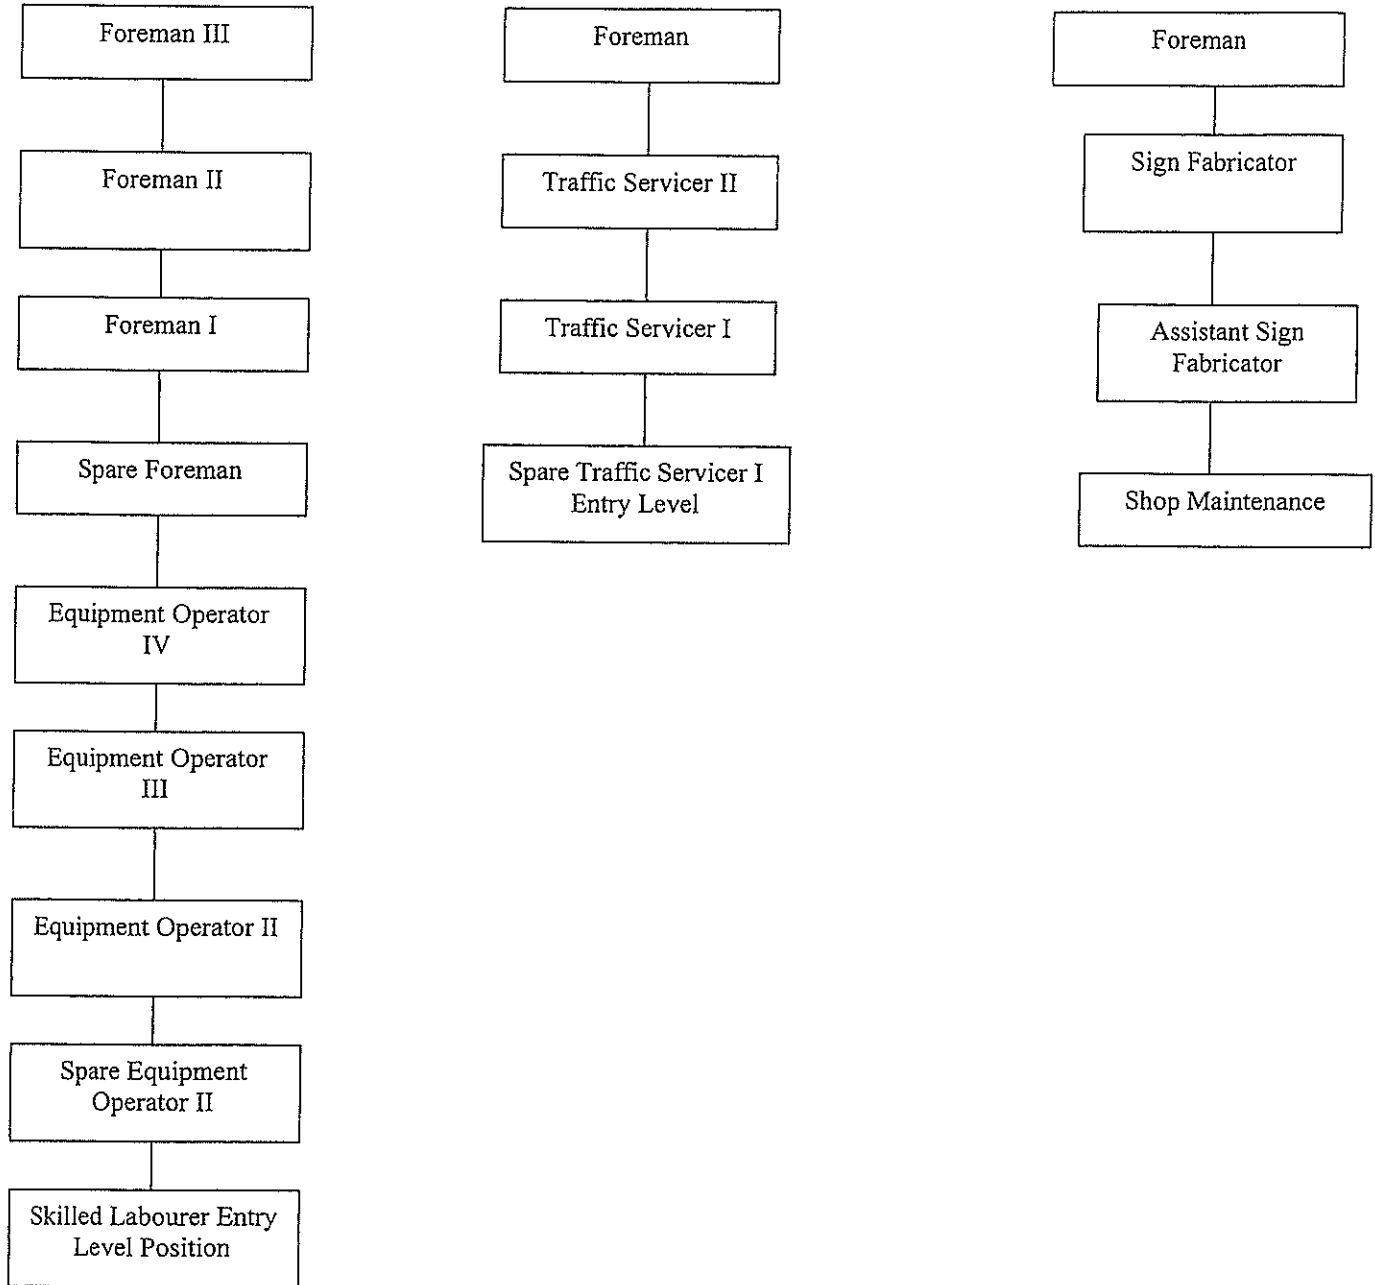 Foreman III
Foreman II
Foreman I
Spare Foreman
Equipment Operator
IV
Equipment Operator
III
Equipment Operator II
Spare Equipment
Operator II
Skilled Labourer Entry
Level Position
Foreman
Traffic Servicer II
Traffic Servicer I
Spare Traffic Servicer I
Entry Level
Foreman
Sign Fabricator
Assistant Sign
Fabricator
Shop Maintenance